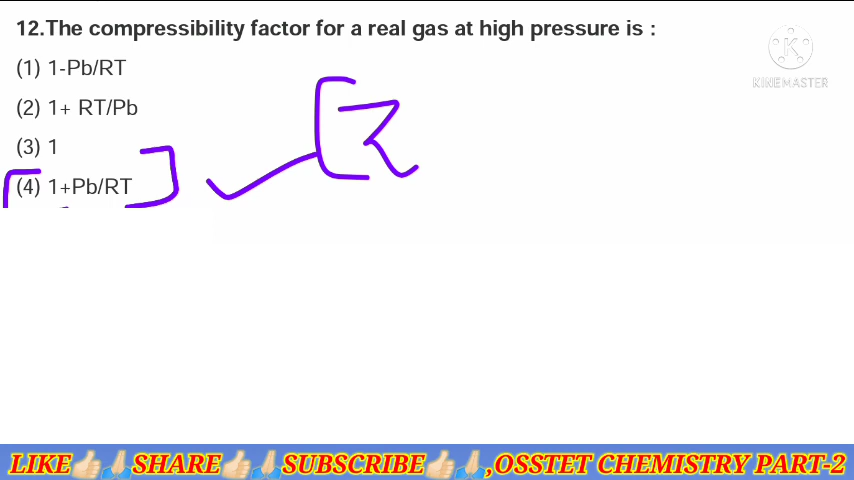 12.The compressibility factor for a real gas at high pressure is :
(1) 1-Pb/RT
(2) 1+ RT/Pb
(3) 1
(4) 1+Pb/RT
KINEMASTER
LIKE👍🏻🙏🏻SHARE👍🏻🙏🏻SUBSCRIBE👍🏻🙏🏻,OSSTET CHEMISTRY PART-2